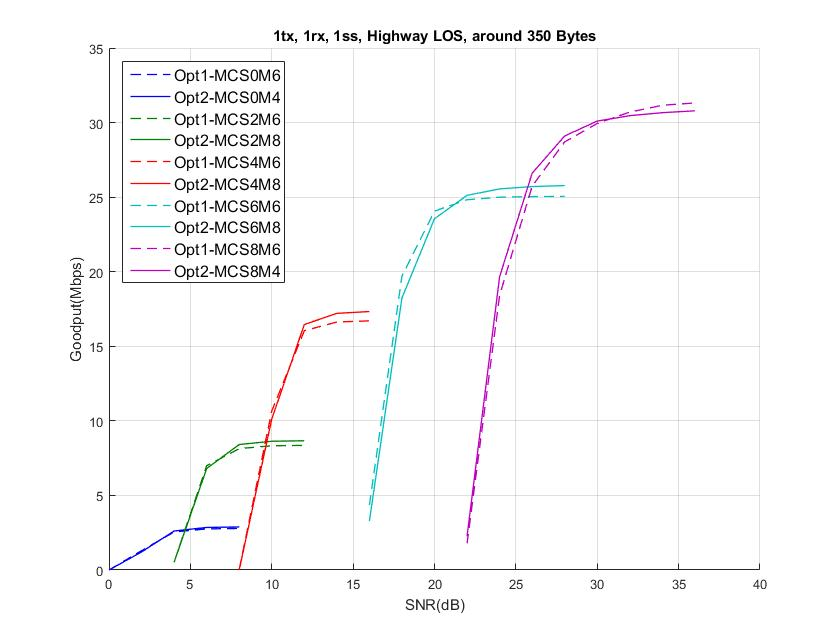 1tx, 1rx, 1ss, Highway LOS, around 350 Bytes
35
30
25
20
15
10
5
0
Goodput(Mbps)
Opt1-MCS0M6
Opt2-MCS0M4
Opt1-MCS2M6
Opt2-MCS2M8
Opt1-MCS4M6
Opt2-MCS4M8
Opt1-MCS6M6
Opt2-MCS6M8
Opt1-MCS8M6
Opt2-MCS8M4
0 5 10 15 20 25 30 35 40
SNR(dB)